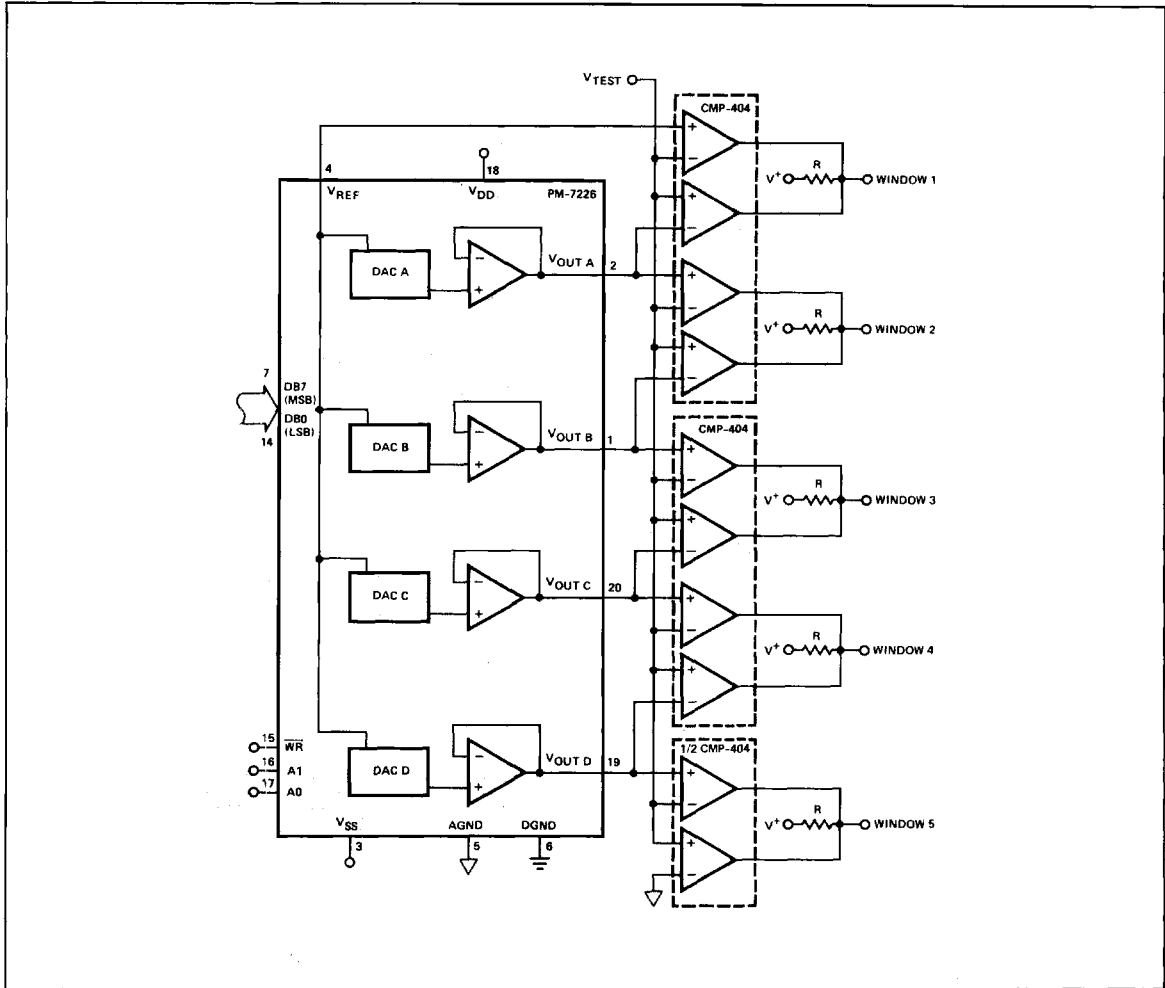 V TEST
CMP-404
+
−
+
−
V+ R WINDOW 1
4
VREF
18
VDD
PM-7226
DAC A
−
+
VOUT A 2
+
−
+
−
V+ R WINDOW 2
7
DB7
(MSB)
DB0
(LSB)
14
DAC B
−
+
VOUT B 1
CMP-404
+
−
+
−
V+ R WINDOW 3
DAC C
−
+
VOUT C 20
+
−
+
−
V+ R WINDOW 4
15 WR
16 A1
17 A0
DAC D
−
+
VOUT D 19
1/2 CMP-404
+
−
+
−
V+ R WINDOW 5
VSS
3
AGND
5
DGND
6